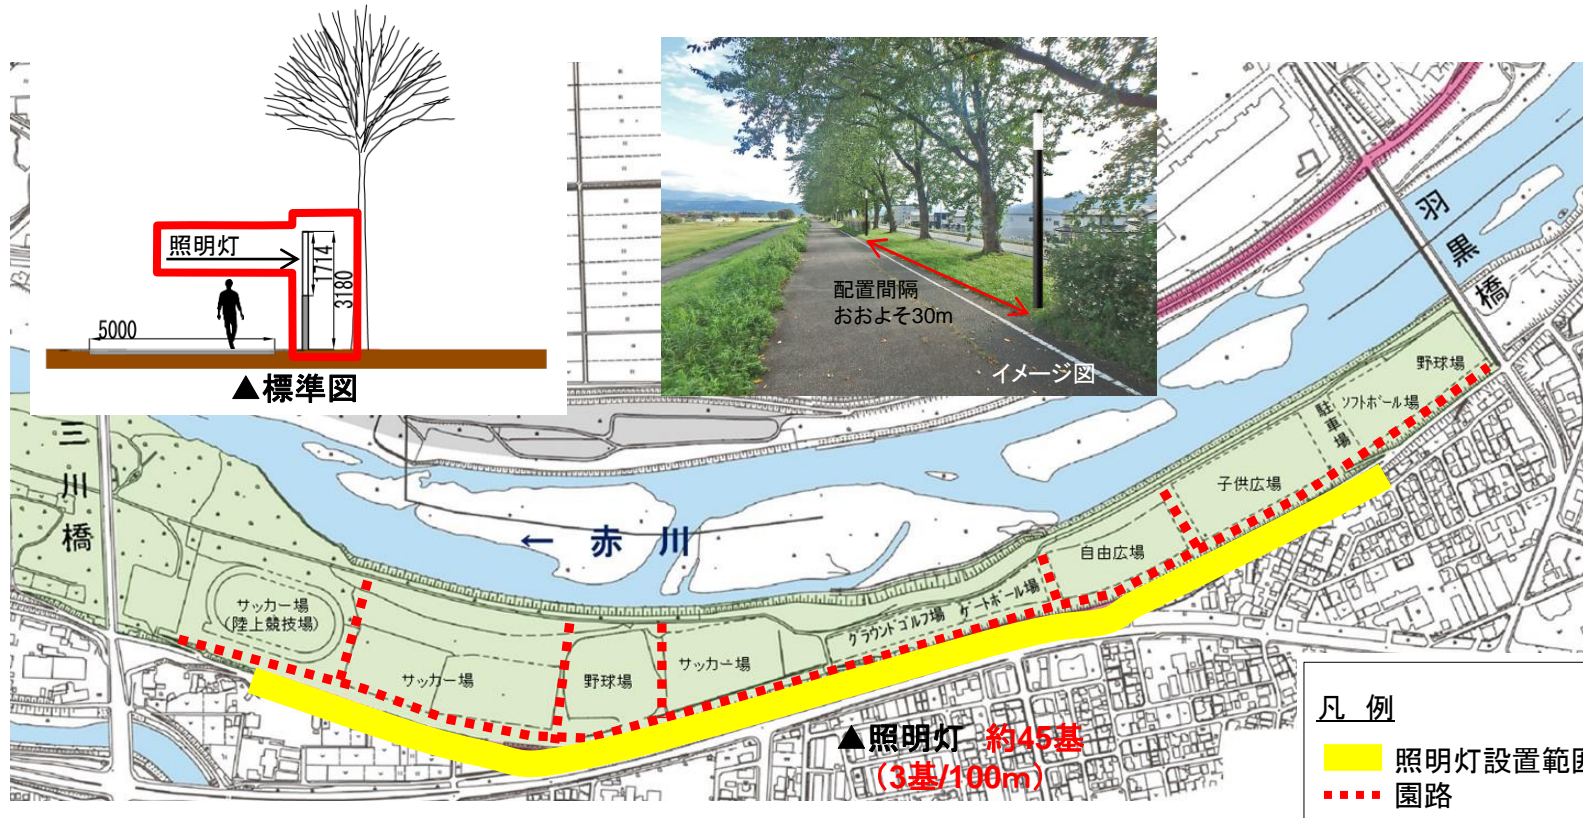 照明灯
1714
3180
5000
▲標準図
配置間隔
おおよそ30m
イメージ図
羽黒橋
三川橋
← 赤川
野球場
ソフトボール場
駐車場
子供広場
自由広場
ゲートボール場
グラウンドゴルフ場
サッカー場
(陸上競技場)
サッカー場
野球場
サッカー場
▲照明灯 約45基
(3基/100m)
凡 例
照明灯設置範囲
園路